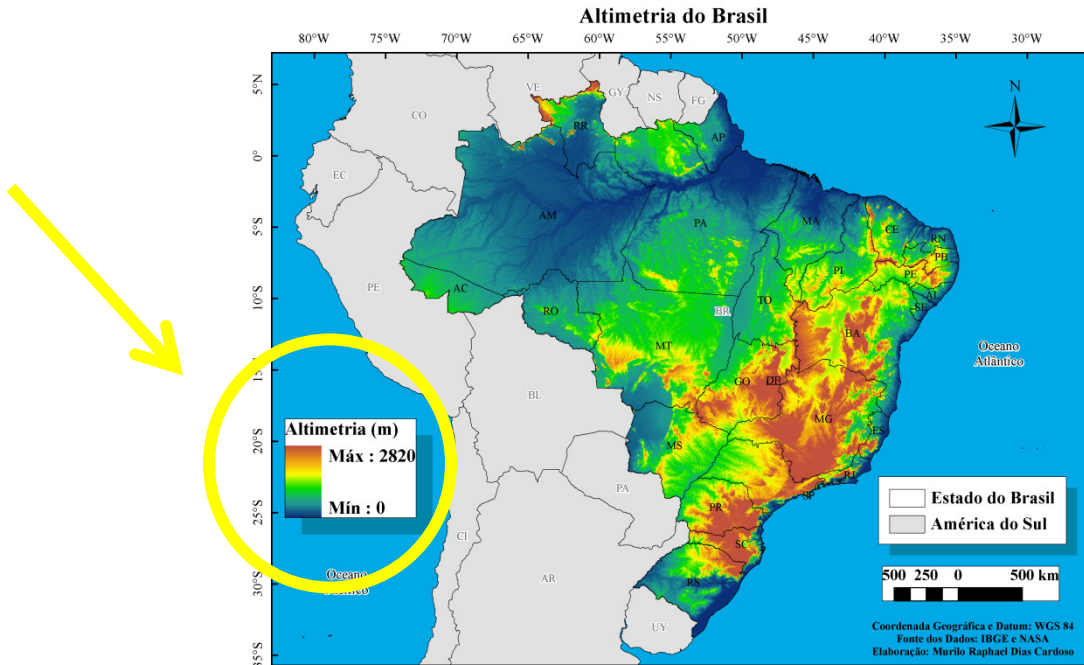 Altimetria do Brasil
80°W 75°W 70°W 65°W 60°W 55°W 50°W 45°W 40°W 35°W 30°W
5°N
0°
5°S
10°S
15°S
20°S
25°S
30°S
35°S
N
VE
GY
NS
FG
CO
RR
AP
EC
AM
PA
MA
CE
RN
PB
PE
PI
PE
AC
AL
SE
RO
TO
BR
BA
MT
Oceano
Atlântico
GO
DF
BL
MG
ES
MS
RJ
SP
PA
PR
CI
SC
AR
RS
UY
Altimetria (m)
Máx : 2820
Mín : 0
Oceano
Estado do Brasil
América do Sul
500 250 0 500 km
Coordenada Geográfica e Datum: WGS 84
Fonte dos Dados: IBGE e NASA
Elaboração: Murilo Raphael Dias Cardoso